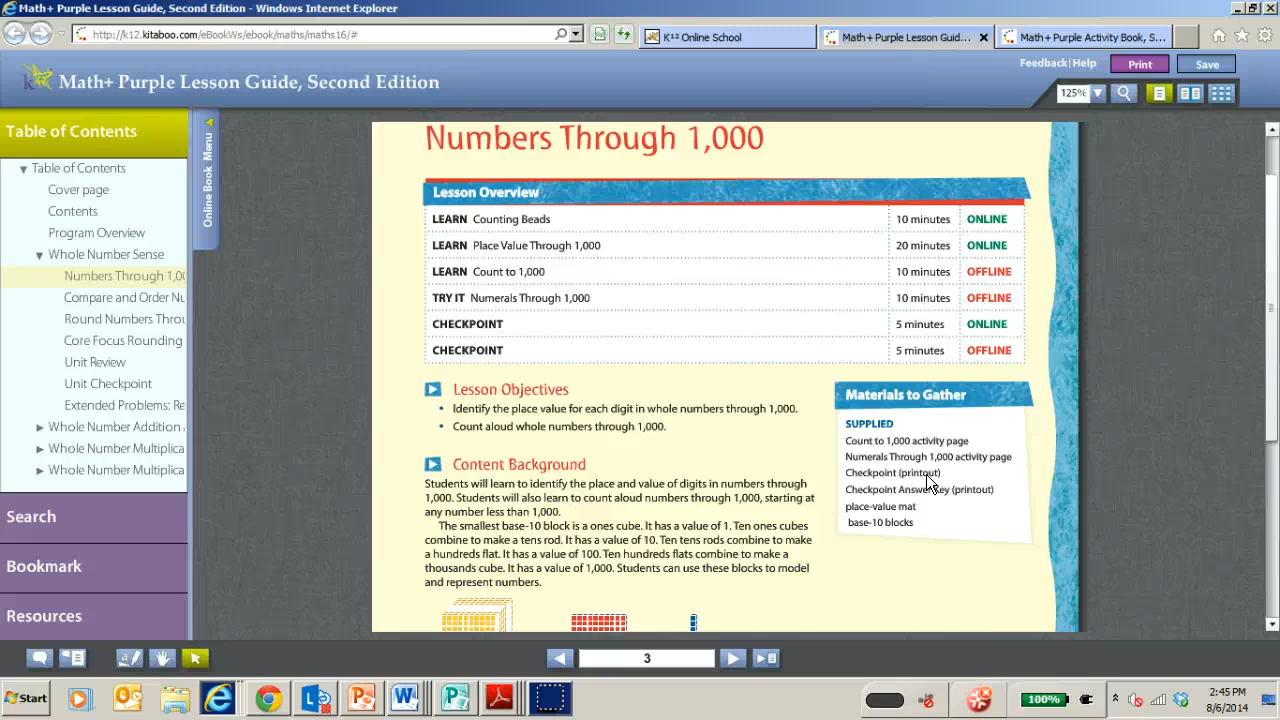 Math+ Purple Lesson Guide, Second Edition - Windows Internet Explorer
http://k12.kitaboo.com/eBookWs/ebook/maths/maths16/#
K¹² Online School
Math+ Purple Lesson Guid...
Math+ Purple Activity Book, S...
Math+ Purple Lesson Guide, Second Edition
Feedback|Help
Print
Save
125%
Table of Contents
Table of Contents
Cover page
Contents
Program Overview
Whole Number Sense
Numbers Through 1,00
Compare and Order Nu
Round Numbers Throu
Core Focus Rounding
Unit Review
Unit Checkpoint
Extended Problems: Re
Whole Number Addition
Whole Number Multiplica
Whole Number Multiplica
Search
Bookmark
Resources
Online Book Menu
Numbers Through 1,000
Lesson Overview
LEARN Counting Beads 10 minutes ONLINE
LEARN Place Value Through 1,000 20 minutes ONLINE
LEARN Count to 1,000 10 minutes OFFLINE
TRY IT Numerals Through 1,000 10 minutes OFFLINE
CHECKPOINT 5 minutes ONLINE
CHECKPOINT 5 minutes OFFLINE
Lesson Objectives
• Identify the place value for each digit in whole numbers through 1,000.
• Count aloud whole numbers through 1,000.
Content Background
Students will learn to identify the place and value of digits in numbers through
1,000. Students will also learn to count aloud numbers through 1,000, starting at
any number less than 1,000.
The smallest base-10 block is a ones cube. It has a value of 1. Ten ones cubes
combine to make a tens rod. It has a value of 10. Ten tens rods combine to make
a hundreds flat. It has a value of 100. Ten hundreds flats combine to make a
thousands cube. It has a value of 1,000. Students can use these blocks to model
and represent numbers.
Materials to Gather
SUPPLIED
Count to 1,000 activity page
Numerals Through 1,000 activity page
Checkpoint (printout)
Checkpoint Answer Key (printout)
place-value mat
base-10 blocks
3
Start
100%
2:45 PM
8/6/2014